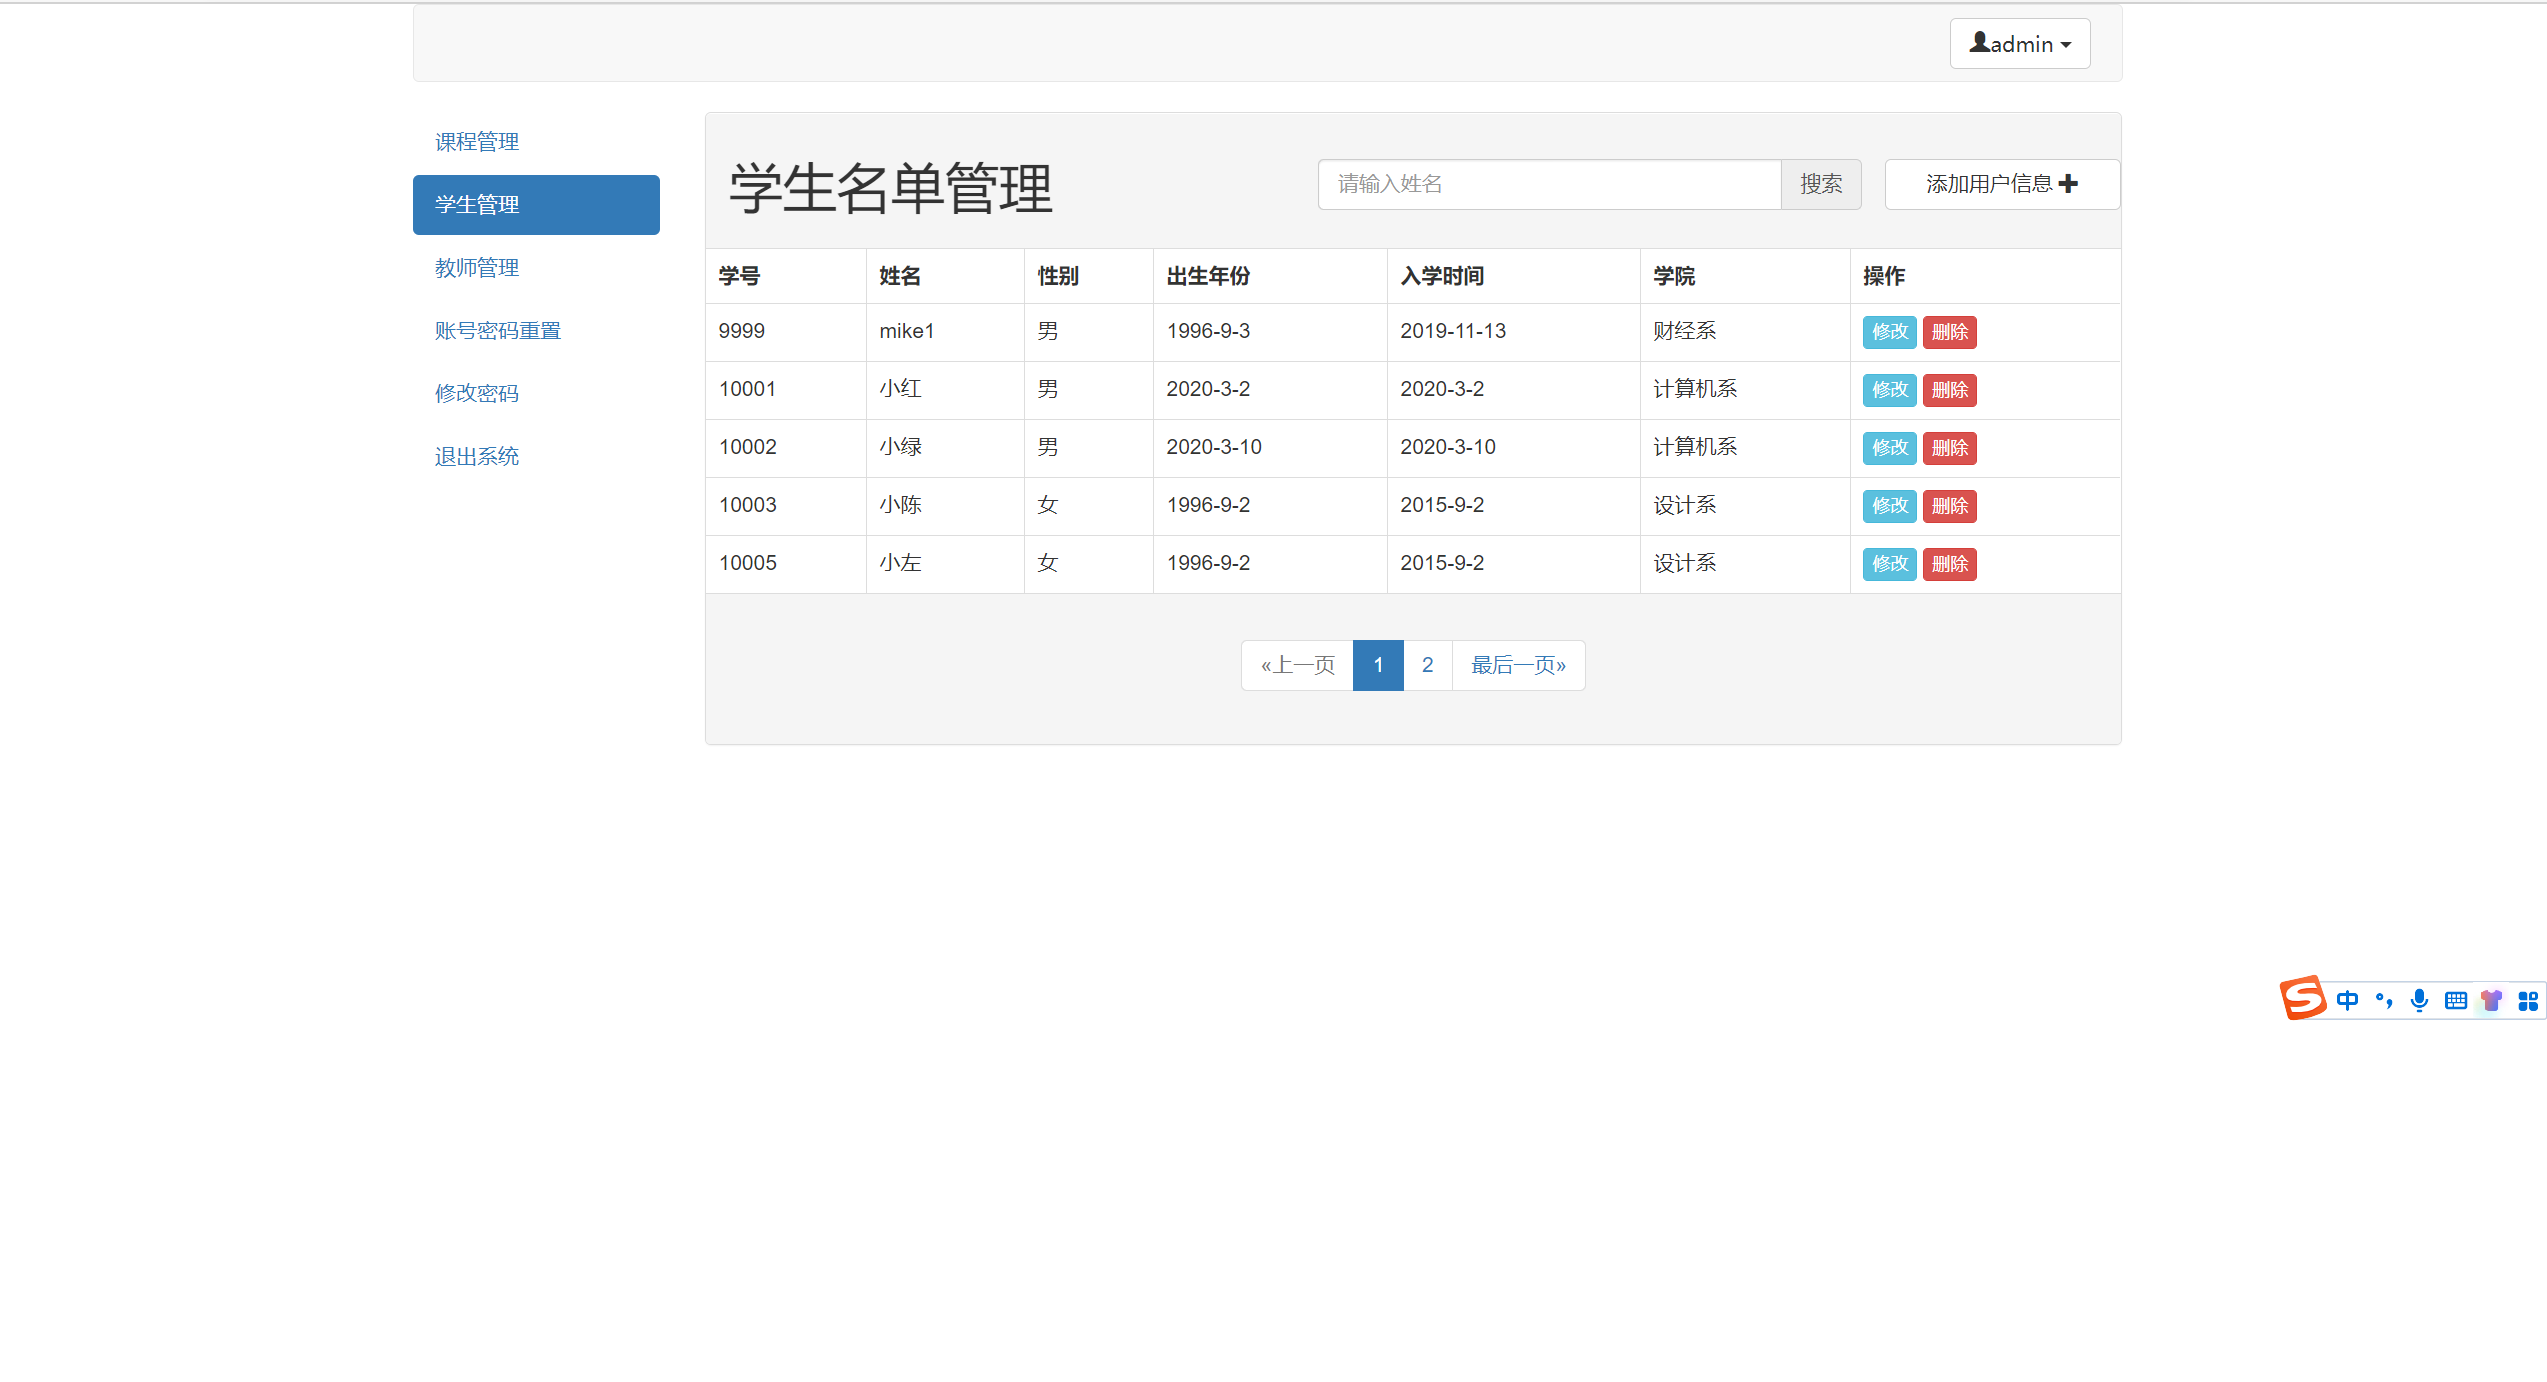 admin
课程管理
学生管理
教师管理
账号密码重置
修改密码
退出系统
学生名单管理 请输入姓名 搜索 添加用户信息
学号 姓名 性别 出生年份 入学时间 学院 操作
9999 mike1 男 1996-9-3 2019-11-13 财经系 修改 删除
10001 小红 男 2020-3-2 2020-3-2 计算机系 修改 删除
10002 小绿 男 2020-3-10 2020-3-10 计算机系 修改 删除
10003 小陈 女 1996-9-2 2015-9-2 设计系 修改 删除
10005 小左 女 1996-9-2 2015-9-2 设计系 修改 删除
«上一页 1 2 最后一页»
S 中 °,